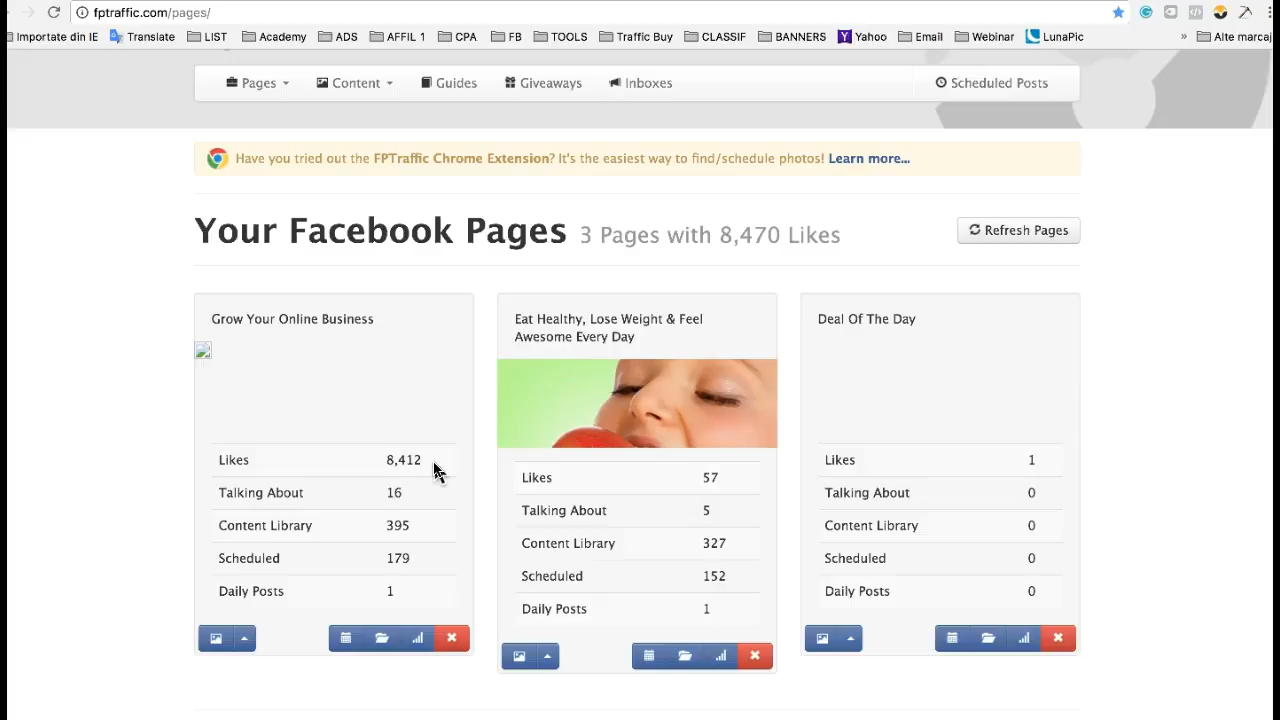 fptraffic.com/pages/
Importate din IE Translate LIST Academy ADS AFFIL 1 CPA FB TOOLS Traffic Buy CLASSIF BANNERS Yahoo Email Webinar LunaPic » Alte marcaj
Pages Content Guides Giveaways Inboxes Scheduled Posts
Have you tried out the FPTraffic Chrome Extension? It's the easiest way to find/schedule photos! Learn more...
Your Facebook Pages 3 Pages with 8,470 Likes Refresh Pages
Grow Your Online Business
Likes 8,412
Talking About 16
Content Library 395
Scheduled 179
Daily Posts 1
Eat Healthy, Lose Weight & Feel
Awesome Every Day
Likes 57
Talking About 5
Content Library 327
Scheduled 152
Daily Posts 1
Deal Of The Day
Likes 1
Talking About 0
Content Library 0
Scheduled 0
Daily Posts 0